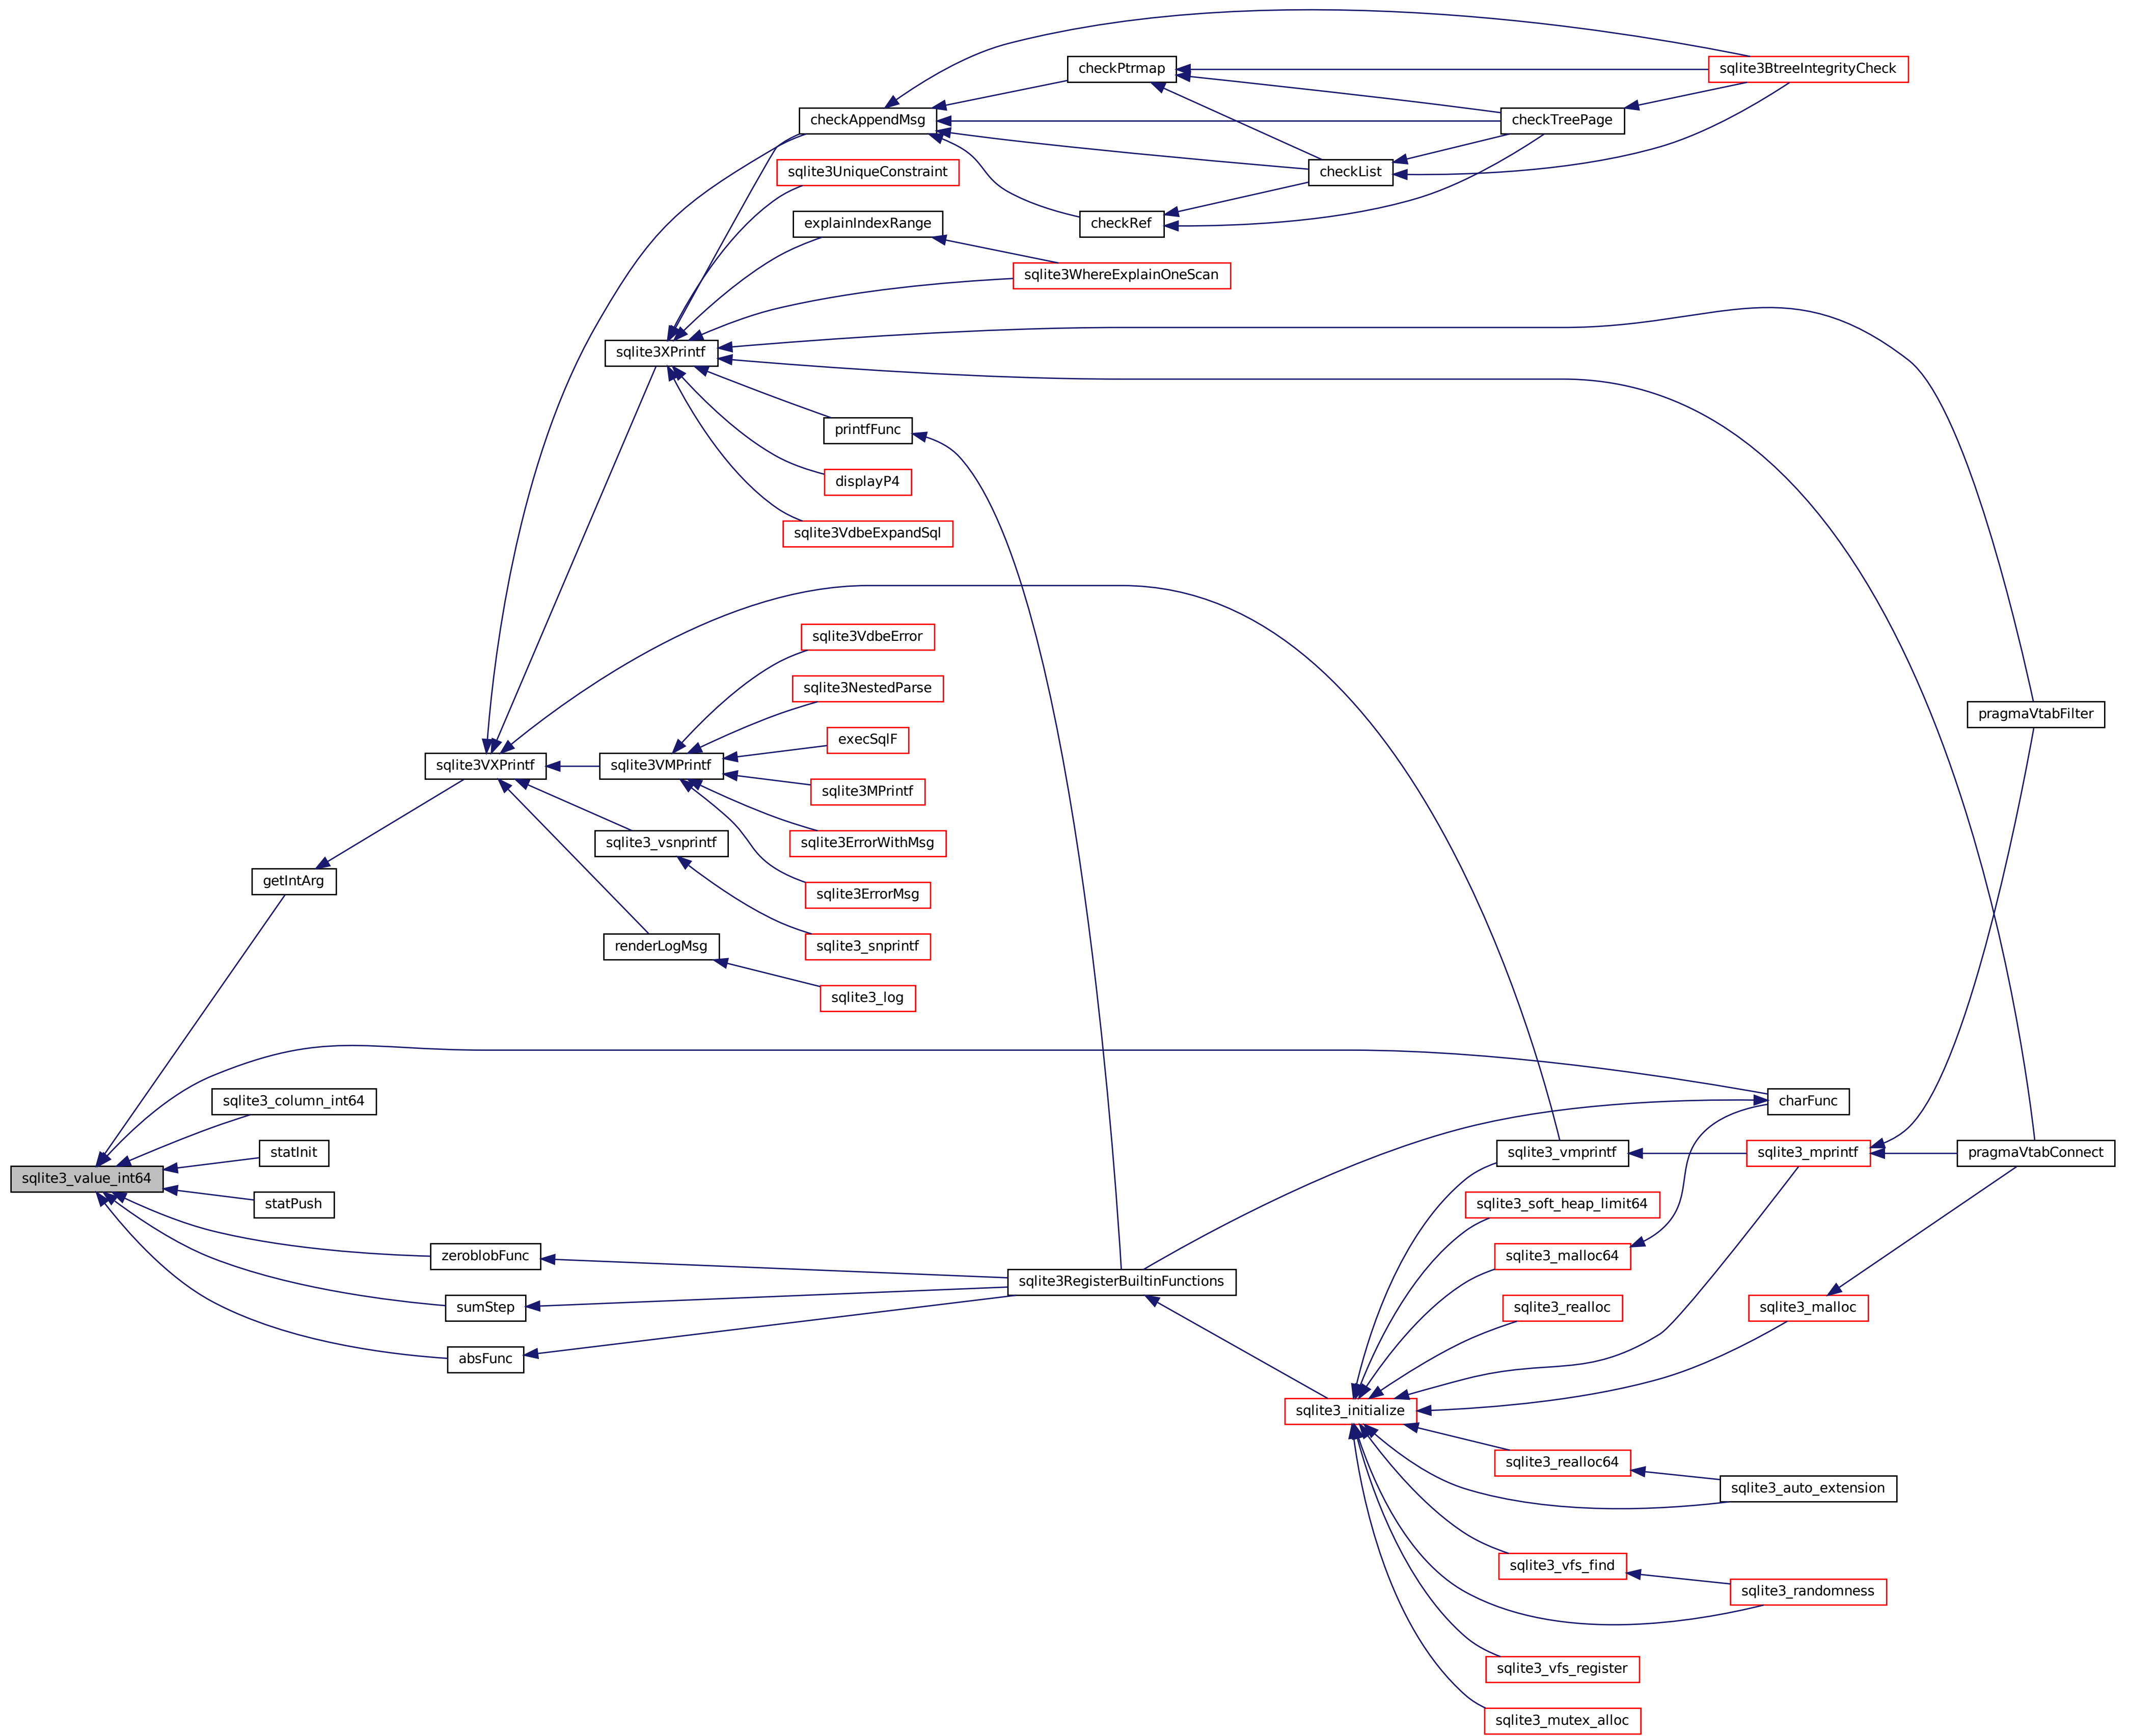 checkPtrmap
sqlite3BtreeIntegrityCheck
checkAppendMsg
checkTreePage
sqlite3UniqueConstraint
checkList
explainIndexRange
checkRef
sqlite3WhereExplainOneScan
sqlite3XPrintf
printfFunc
displayP4
sqlite3VdbeExpandSql
sqlite3VdbeError
sqlite3NestedParse
pragmaVtabFilter
execSqlF
sqlite3VXPrintf
sqlite3VMPrintf
sqlite3MPrintf
sqlite3_vsnprintf
sqlite3ErrorWithMsg
getIntArg
sqlite3ErrorMsg
renderLogMsg
sqlite3_snprintf
sqlite3_log
sqlite3_column_int64
charFunc
statInit
sqlite3_vmprintf
sqlite3_mprintf
pragmaVtabConnect
sqlite3_value_int64
statPush
sqlite3_soft_heap_limit64
zeroblobFunc
sqlite3_malloc64
sqlite3RegisterBuiltinFunctions
sumStep
sqlite3_realloc
sqlite3_malloc
absFunc
sqlite3_initialize
sqlite3_realloc64
sqlite3_auto_extension
sqlite3_vfs_find
sqlite3_randomness
sqlite3_vfs_register
sqlite3_mutex_alloc